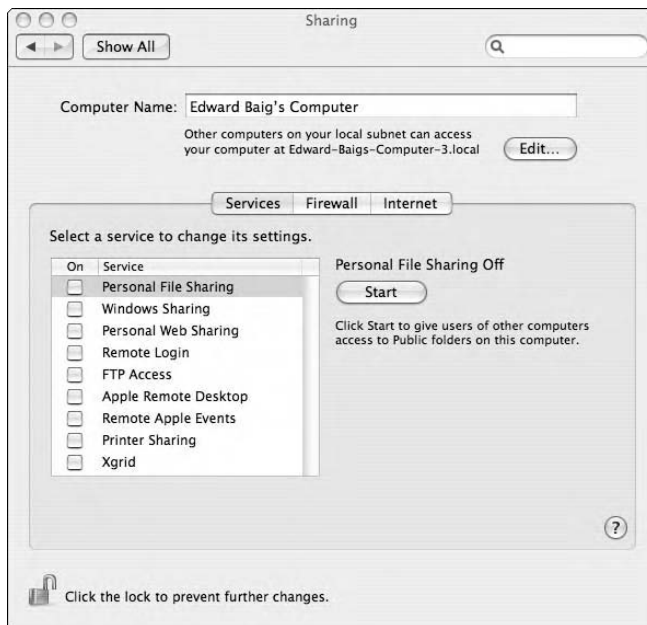 Sharing
Show All
Computer Name: Edward Baig's Computer
Other computers on your local subnet can access
your computer at Edward-Baigs-Computer-3.local
Edit...
Services Firewall Internet
Select a service to change its settings.
On Service
Personal File Sharing
Windows Sharing
Personal Web Sharing
Remote Login
FTP Access
Apple Remote Desktop
Remote Apple Events
Printer Sharing
Xgrid
Personal File Sharing Off
Start
Click Start to give users of other computers
access to Public folders on this computer.
?
Click the lock to prevent further changes.